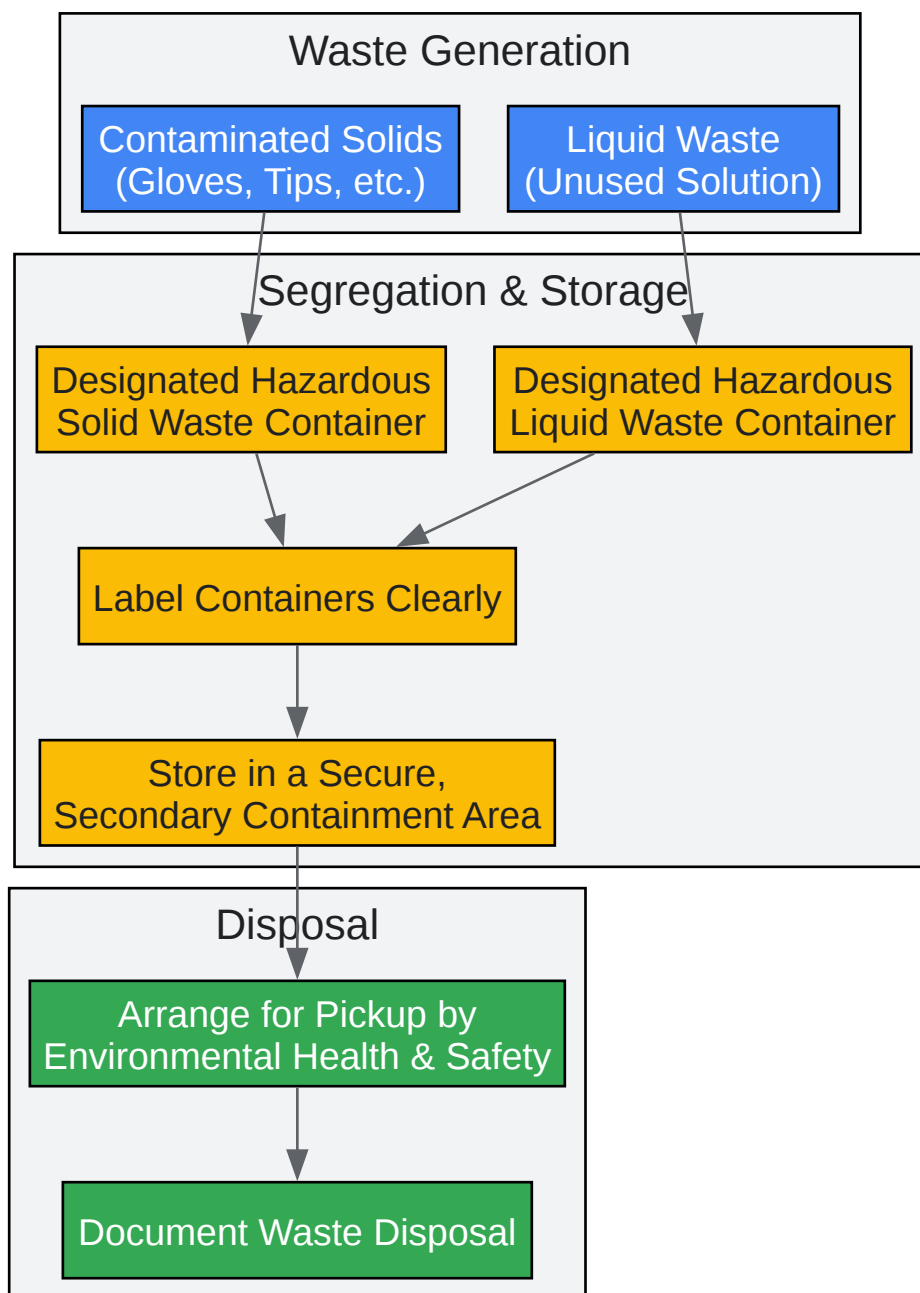 Waste Generation
Contaminated Solids
(Gloves, Tips, etc.)
Liquid Waste
(Unused Solution)
Segregation & Storage
Designated Hazardous
Solid Waste Container
Designated Hazardous
Liquid Waste Container
Label Containers Clearly
Store in a Secure,
Secondary Containment Area
Disposal
Arrange for Pickup by
Environmental Health & Safety
Document Waste Disposal